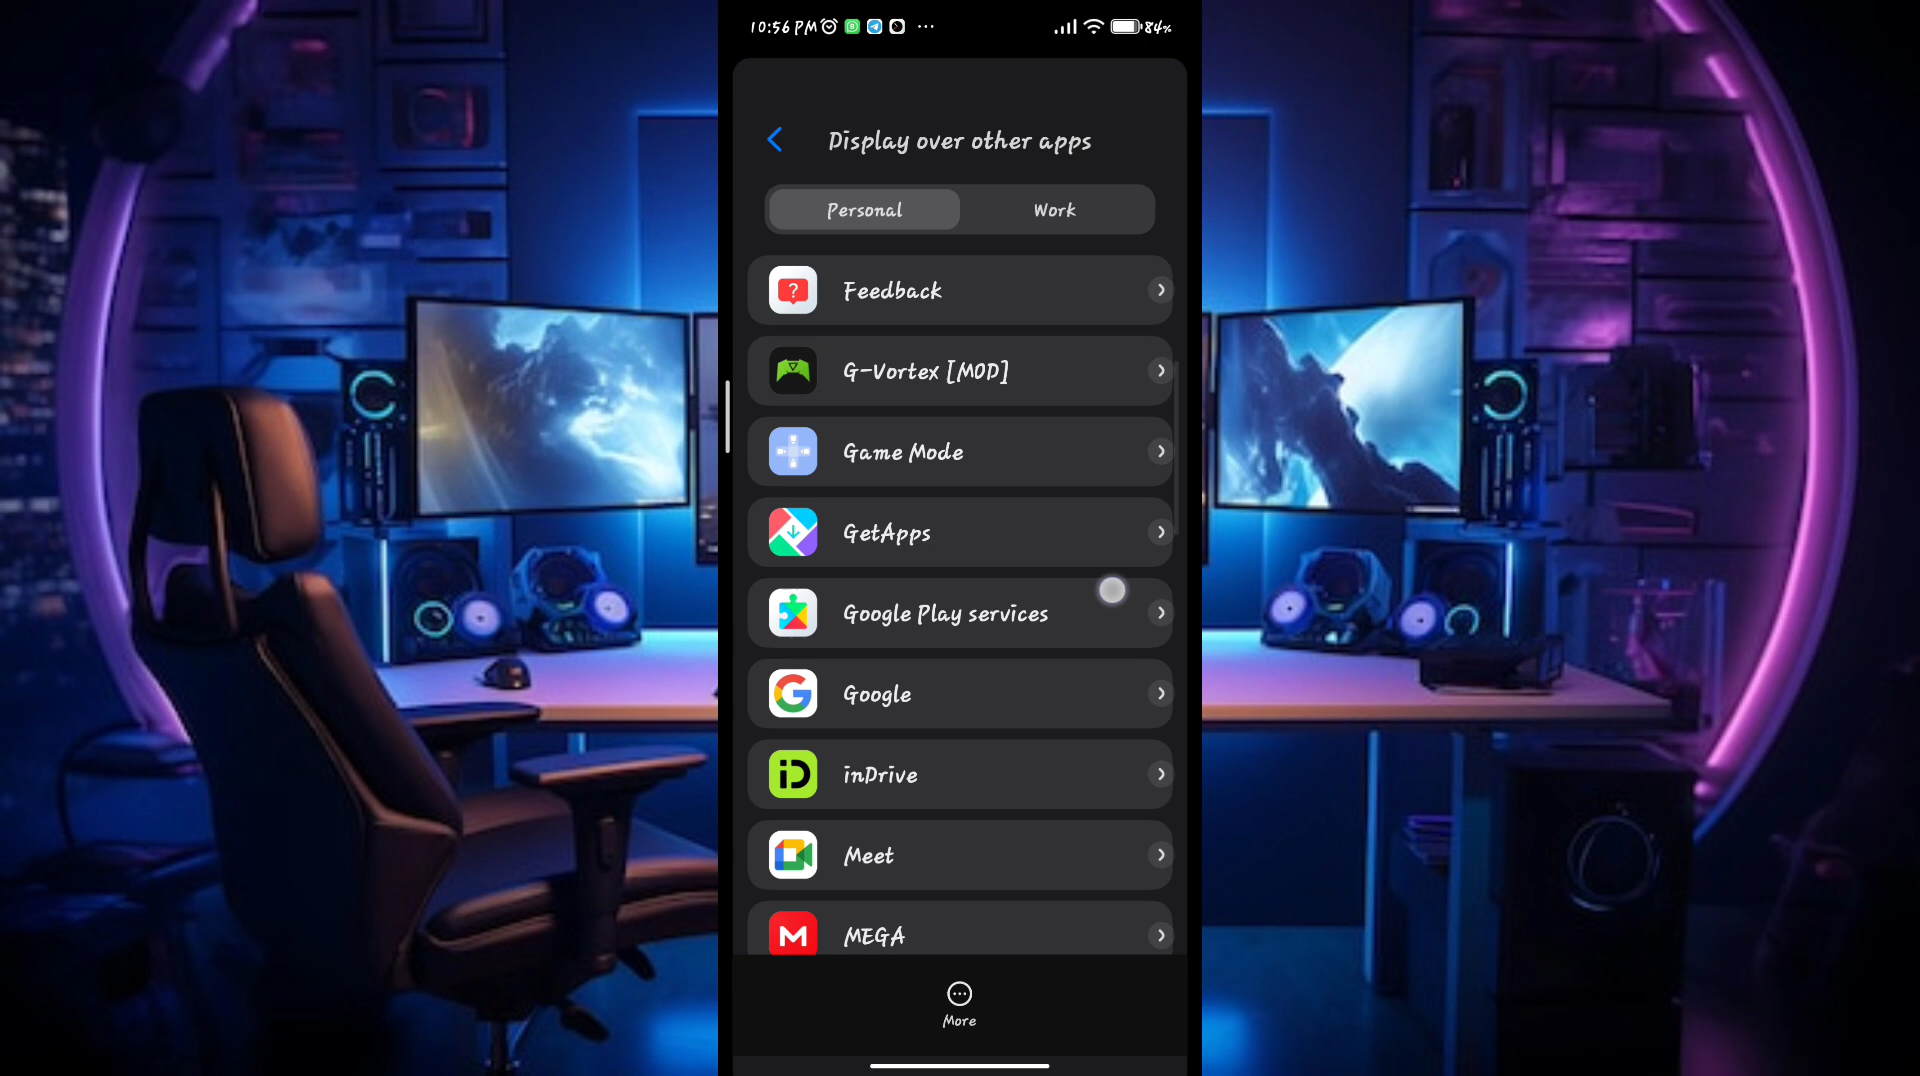 10:56 PM
84%
Display over other apps
Personal
Work
Feedback
G-Vortex [MOD]
Game Mode
GetApps
Google Play services
Google
inDrive
Meet
MEGA
More